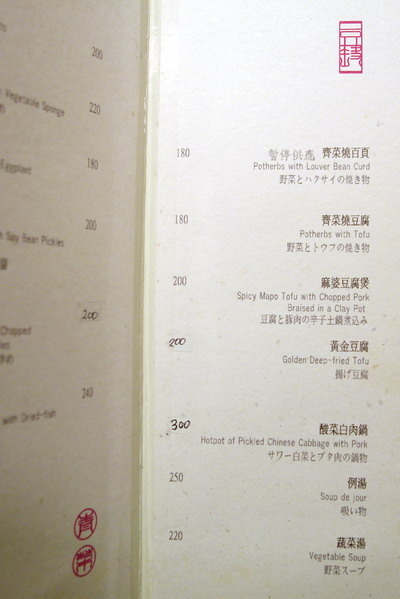 200
Vegetable Sponge
220
Eggplant
180
200
Soy Bean Pickles
200
Chopped
240
with Dried-fish
青
菜
180 暫停供應 齊菜燒百頁
Potherbs with Louver Bean Curd
野菜とハクサイの焼き物
180 齊菜燒豆腐
Potherbs with Tofu
野菜とトウフの焼き物
200 麻婆豆腐煲
Spicy Mapo Tofu with Chopped Pork
Braised in a Clay Pot
豆腐と豚肉の辛子土鍋煮込み
200 黃金豆腐
Golden Deep-fried Tofu
揚げ豆腐
300 酸菜白肉鍋
Hotpot of Pickled Chinese Cabbage with Pork
サワー白菜とブタ肉の鍋物
250 例湯
Soup de jour
吸い物
220 蔬菜湯
Vegetable Soup
野菜スープ